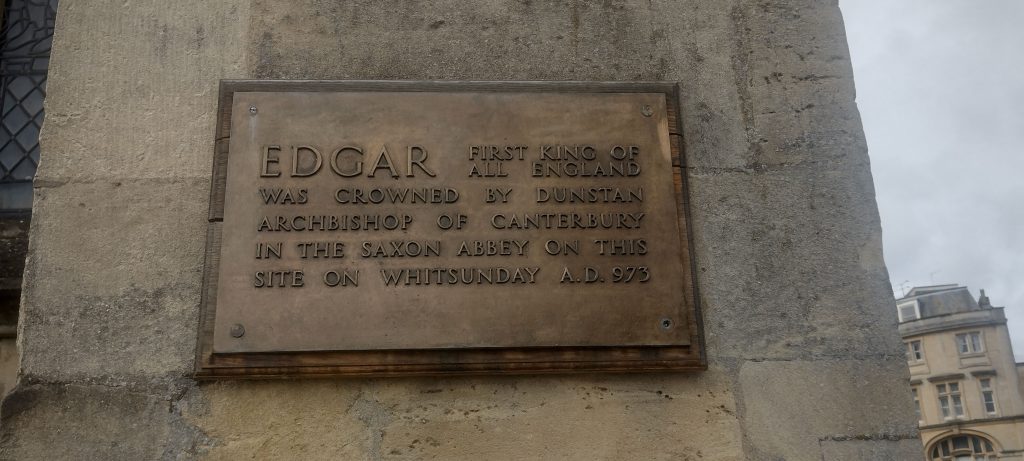 EDGAR FIRST KING OF
ALL ENGLAND
WAS CROWNED BY DUNSTAN
ARCHBISHOP OF CANTERBURY
IN THE SAXON ABBEY ON THIS
SITE ON WHITSUNDAY A.D. 973